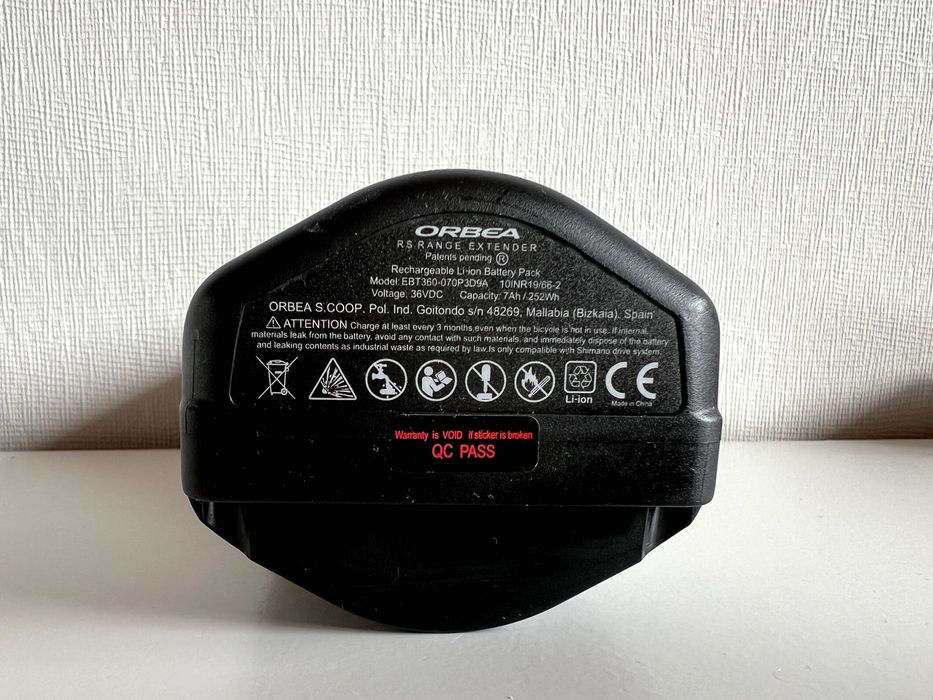 ORBEA
RS RANGE EXTENDER
Patents pending ®
Rechargeable Li-ion Battery Pack
Model: EBT360-070P3D9A 10INR19/66-2
Voltage: 36VDC Capacity: 7Ah / 252Wh
ORBEA S.COOP. Pol. Ind. Goitondo s/n 48269, Mallabia (Bizkaia). Spain
ATTENTION Charge at least every 3 months,even when the bicycle is not in use. If internal
materials leak from the battery, avoid any contact with such materials, and immediately dispose of the battery
and leaking contents as industrial waste as required by law.Is only compatible with Shimano drive system.
Li-ion
CE
Made in China
Warranty is VOID if sticker is broken
QC PASS